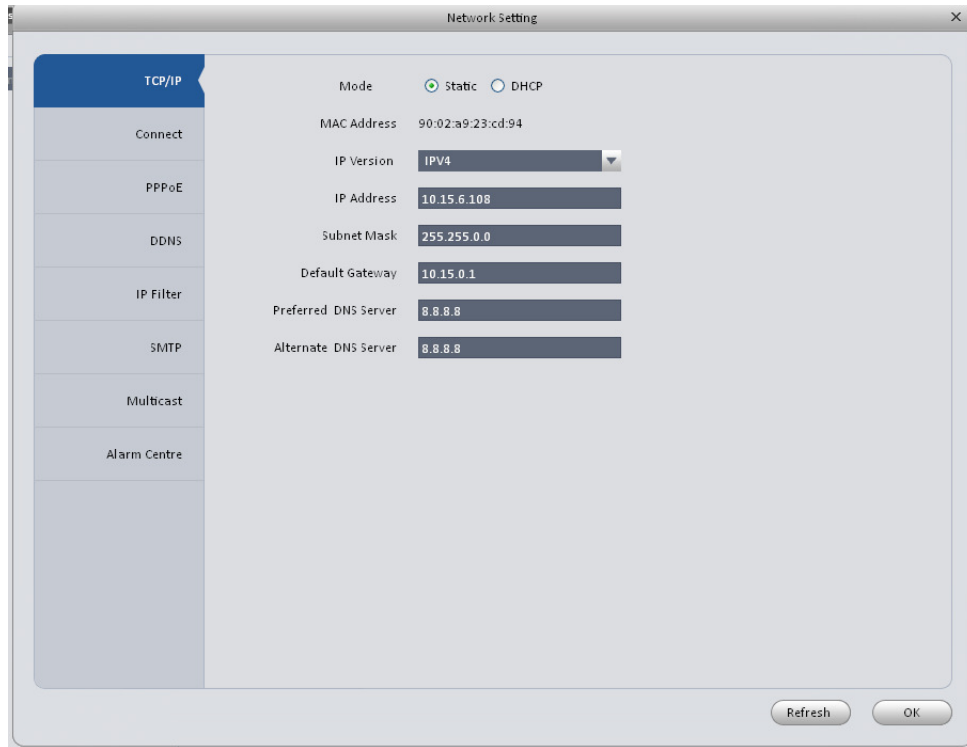 Network Setting
TCP/IP
Connect
PPPoE
DDNS
IP Filter
SMTP
Multicast
Alarm Centre
Mode Static DHCP
MAC Address 90:02:a9:23:cd:94
IP Version IPV4
IP Address 10.15.6.108
Subnet Mask 255.255.0.0
Default Gateway 10.15.0.1
Preferred DNS Server 8.8.8.8
Alternate DNS Server 8.8.8.8
Refresh OK